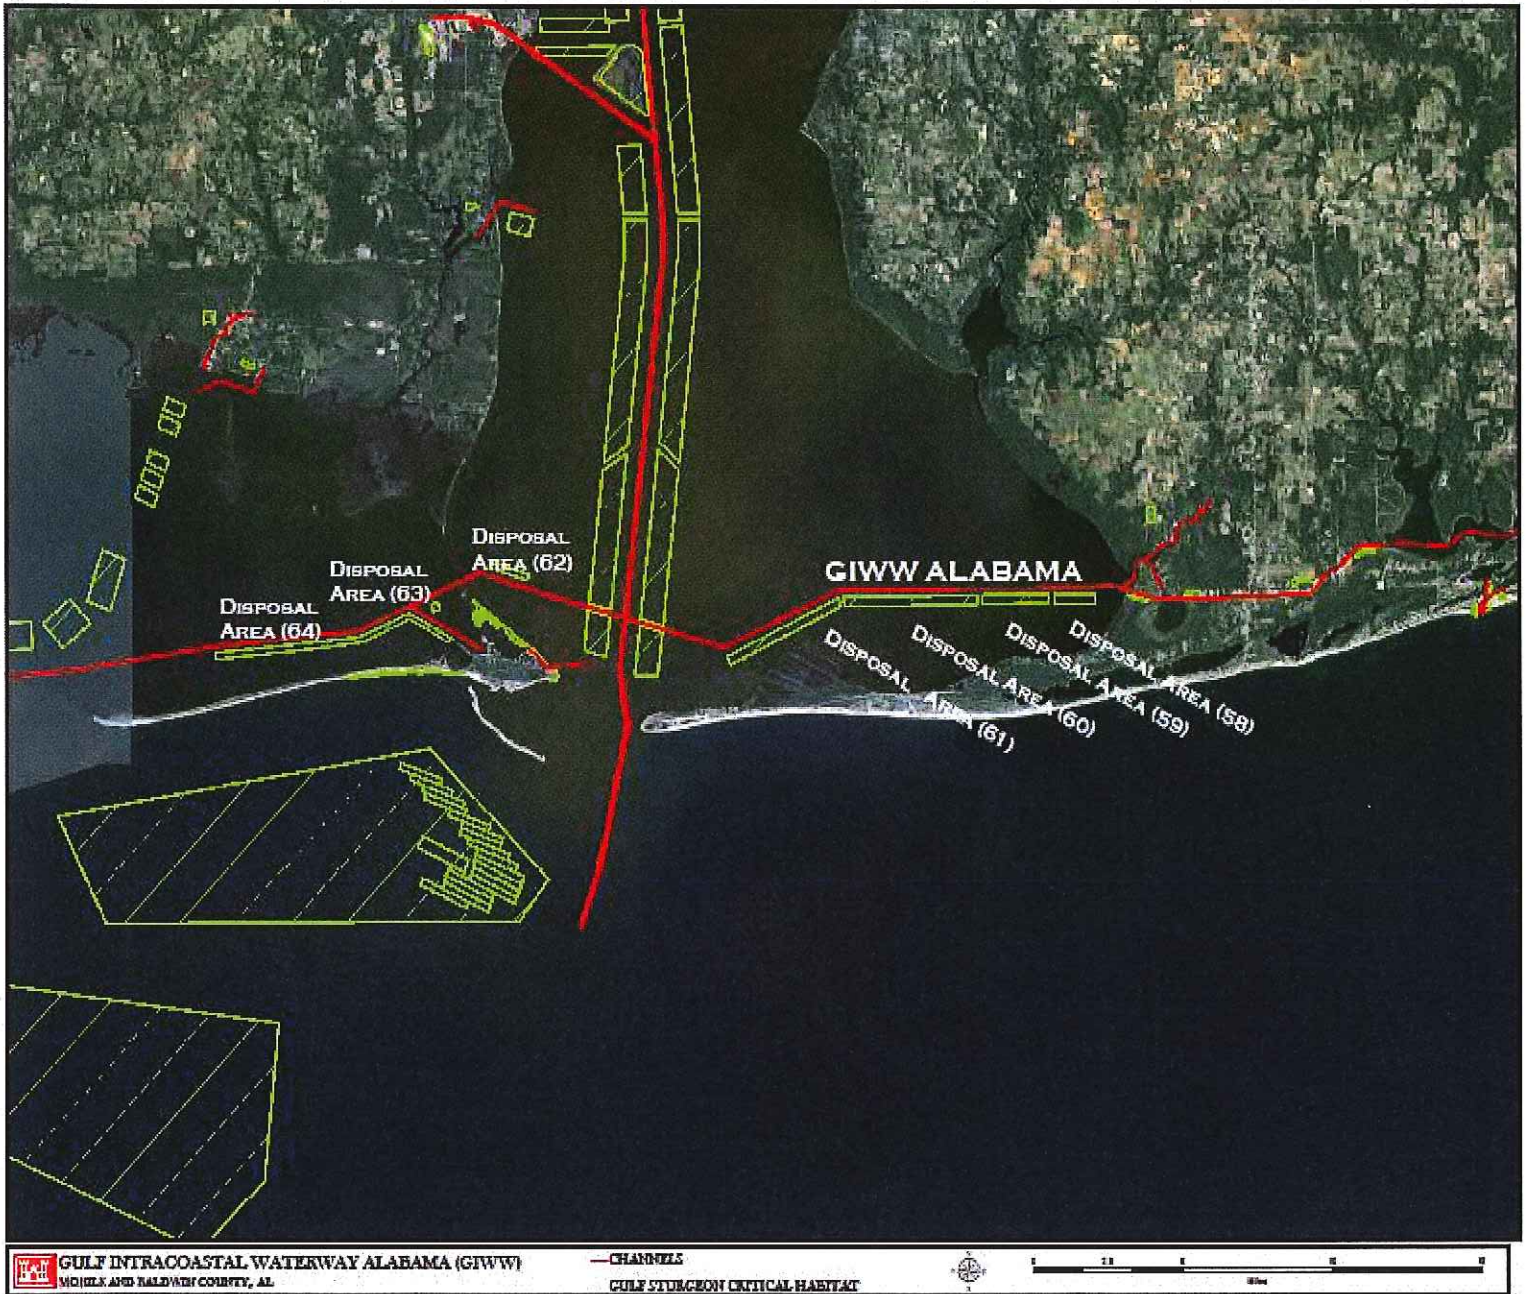 DISPOSAL
AREA (62)
DISPOSAL
AREA (63)
DISPOSAL
AREA (64)
GIWW ALABAMA
DISPOSAL AREA (61)
DISPOSAL AREA (60)
DISPOSAL AREA (59)
DISPOSAL AREA (58)
GULF INTRACOASTAL WATERWAY ALABAMA (GIWW)
MOBILE AND BALDWIN COUNTY, AL
CHANNELS
GULF STURGEON CRITICAL HABITAT